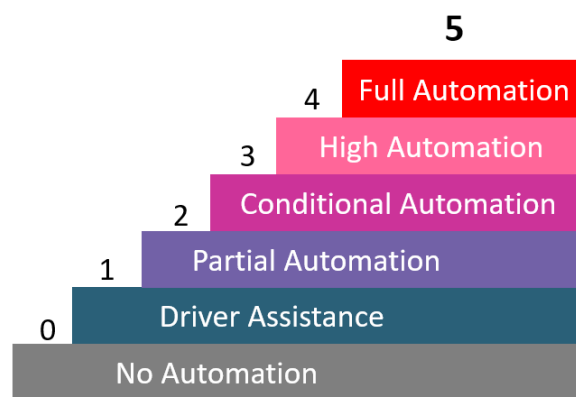 5
Full Automation
4
High Automation
3
Conditional Automation
2
Partial Automation
1
Driver Assistance
0
No Automation